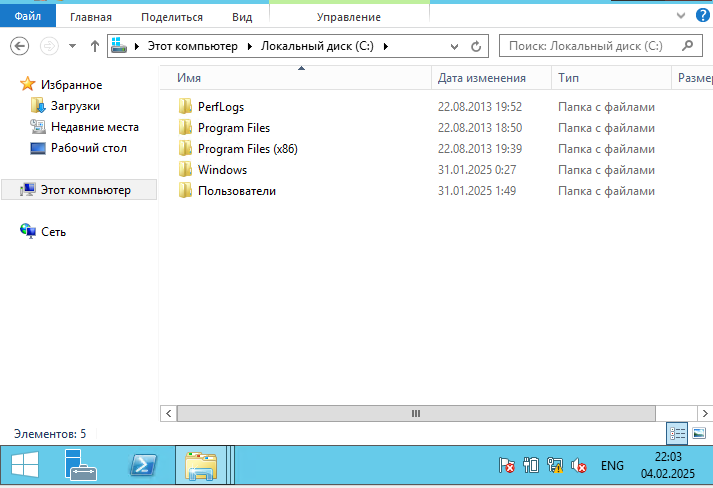 Файл Главная Поделиться Вид Управление
Этот компьютер Локальный диск (C:) Поиск: Локальный диск (C:)
Имя Дата изменения Тип Размер
Избранное
Загрузки
Недавние места
Рабочий стол
Этот компьютер
Сеть
PerfLogs 22.08.2013 19:52 Папка с файлами
Program Files 22.08.2013 18:50 Папка с файлами
Program Files (x86) 22.08.2013 19:39 Папка с файлами
Windows 31.01.2025 0:27 Папка с файлами
Пользователи 31.01.2025 1:49 Папка с файлами
Элементов: 5
ENG 22:03
04.02.2025